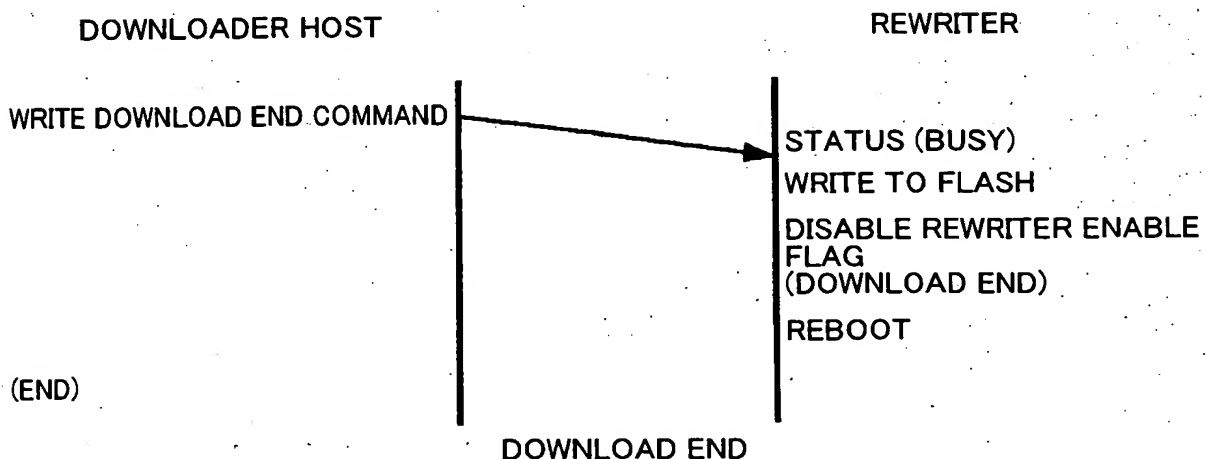 DOWNLOADER HOST
REWRITER
WRITE DOWNLOAD END COMMAND
STATUS (BUSY)
WRITE TO FLASH
DISABLE REWRITER ENABLE
FLAG
(DOWNLOAD END)
REBOOT
(END)
DOWNLOAD END